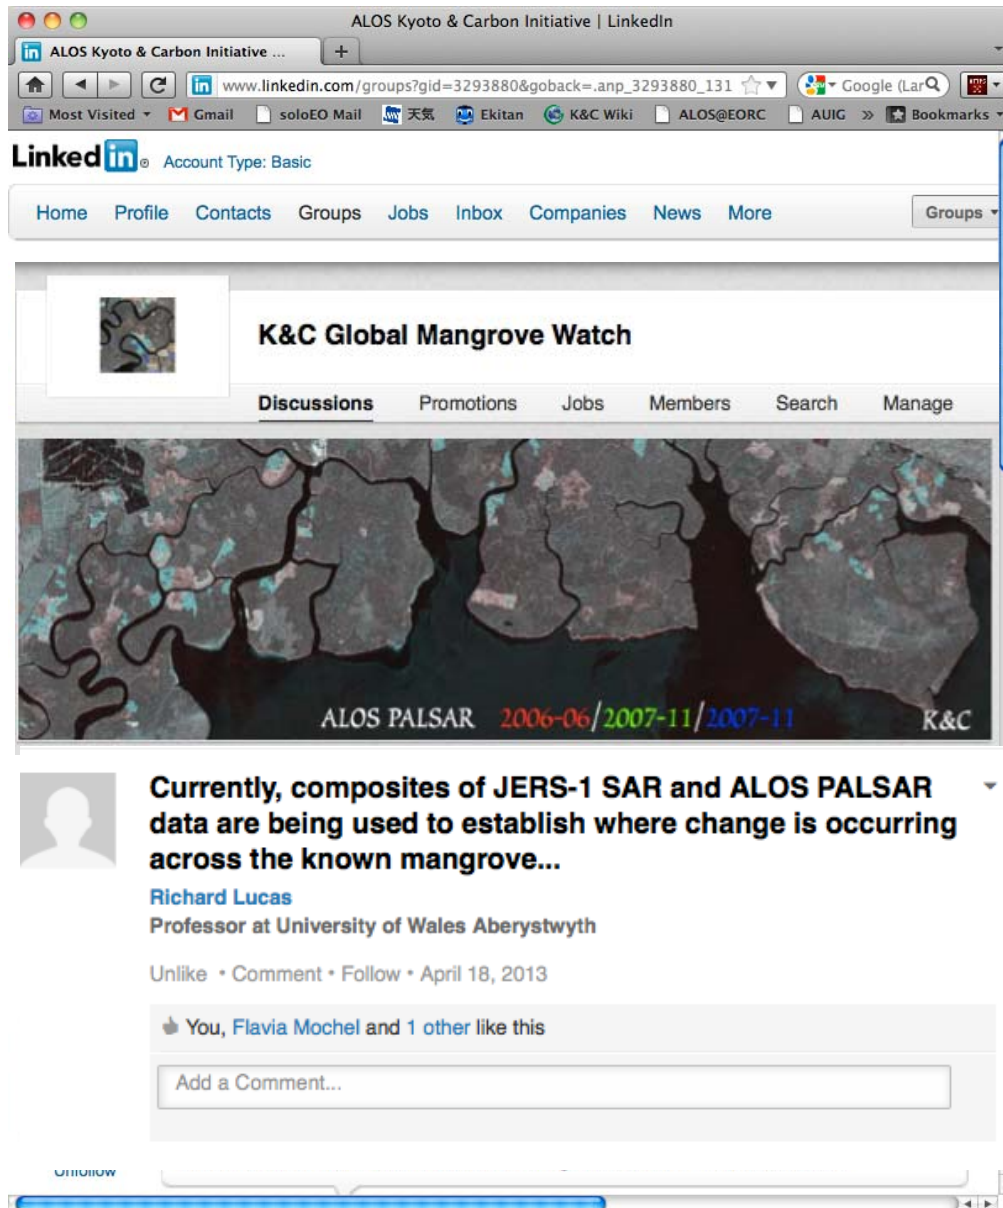 ALOS Kyoto & Carbon Initiative | LinkedIn
in ALOS Kyoto & Carbon Initiative ... +
in www.linkedin.com/groups?gid=3293880&goback=.anp_3293880_131 Google (Lar
Most Visited Gmail soloEO Mail 天気 Ekitan K&C Wiki ALOS@EORC AUIG » Bookmarks
Linked in ® Account Type: Basic
Home Profile Contacts Groups Jobs Inbox Companies News More Groups
K&C Global Mangrove Watch
Discussions Promotions Jobs Members Search Manage
ALOS PALSAR 2006-06/2007-11/2007-11 K&C
Currently, composites of JERS-1 SAR and ALOS PALSAR
data are being used to establish where change is occurring
across the known mangrove...
Richard Lucas
Professor at University of Wales Aberystwyth
Unlike • Comment • Follow • April 18, 2013
You, Flavia Mochel and 1 other like this
Add a Comment...
Unfollow